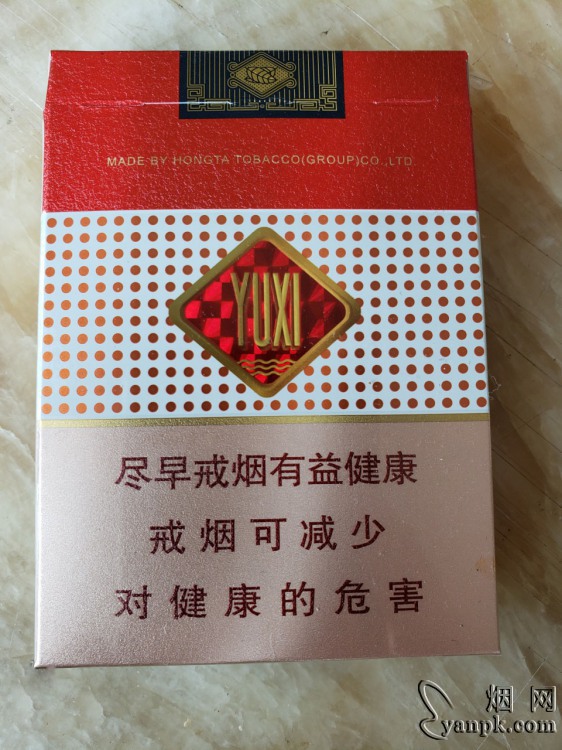 MADE BY HONGTA TOBACCO(GROUP)CO.,LTD.
YUXI
尽早戒烟有益健康
戒烟可减少
对健康的危害
烟网
yanpk.com